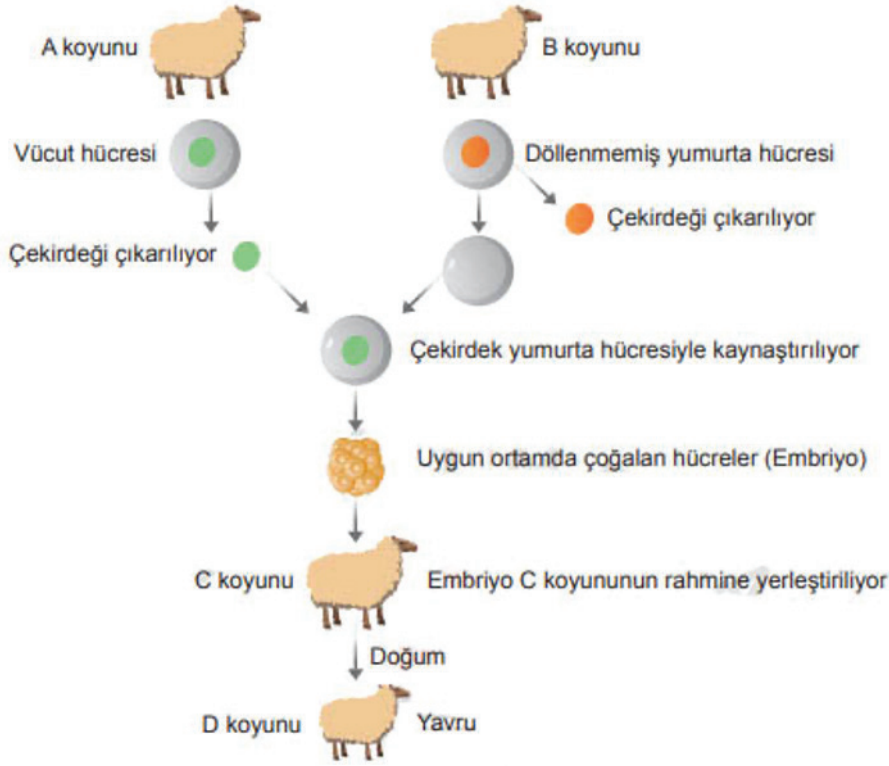 A koyunu
B koyunu
Vücut hücresi
Döllenmemiş yumurta hücresi
Çekirdeği çıkarılıyor
Çekirdeği çıkarılıyor
Çekirdek yumurta hücresiyle kaynaştırılıyor
Uygun ortamda çoğalan hücreler (Embriyo)
C koyunu
Embriyo C koyununun rahmine yerleştiriliyor
Doğum
D koyunu
Yavru